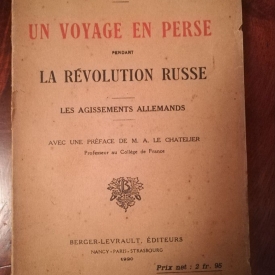 UN VOYAGE EN PERSE
PENDANT
LA RÉVOLUTION RUSSE
LES AGISSEMENTS ALLEMANDS
AVEC UNE PRÉFACE DE M. A. LE CHATELIER
Professeur au Collège de France
BERGER-LEVRAULT, ÉDITEURS
NANCY-PARIS-STRASBOURG
1920
Prix net : 2 fr.